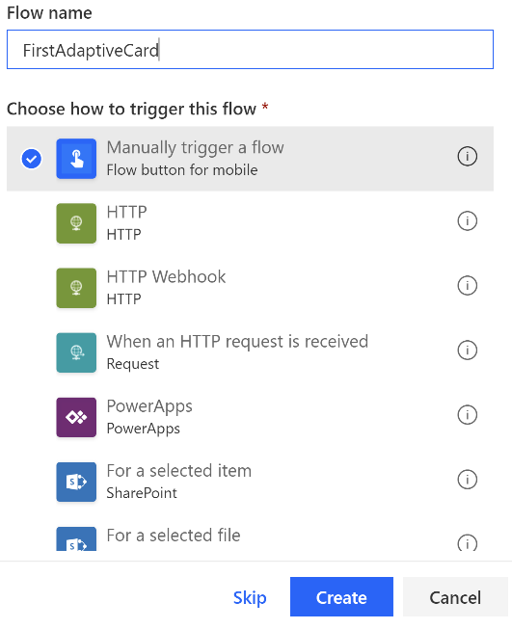 Flow name
FirstAdaptiveCard
Choose how to trigger this flow *
Manually trigger a flow
Flow button for mobile
HTTP
HTTP
HTTP Webhook
HTTP
When an HTTP request is received
Request
PowerApps
PowerApps
For a selected item
SharePoint
For a selected file
Skip
Create
Cancel